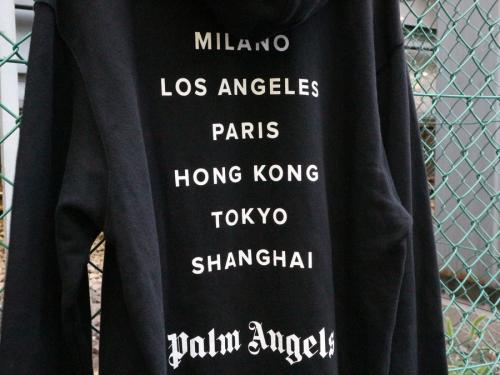 MILANO
LOS ANGELES
PARIS
HONG KONG
TOKYO
SHANGHAI
Palm Angels